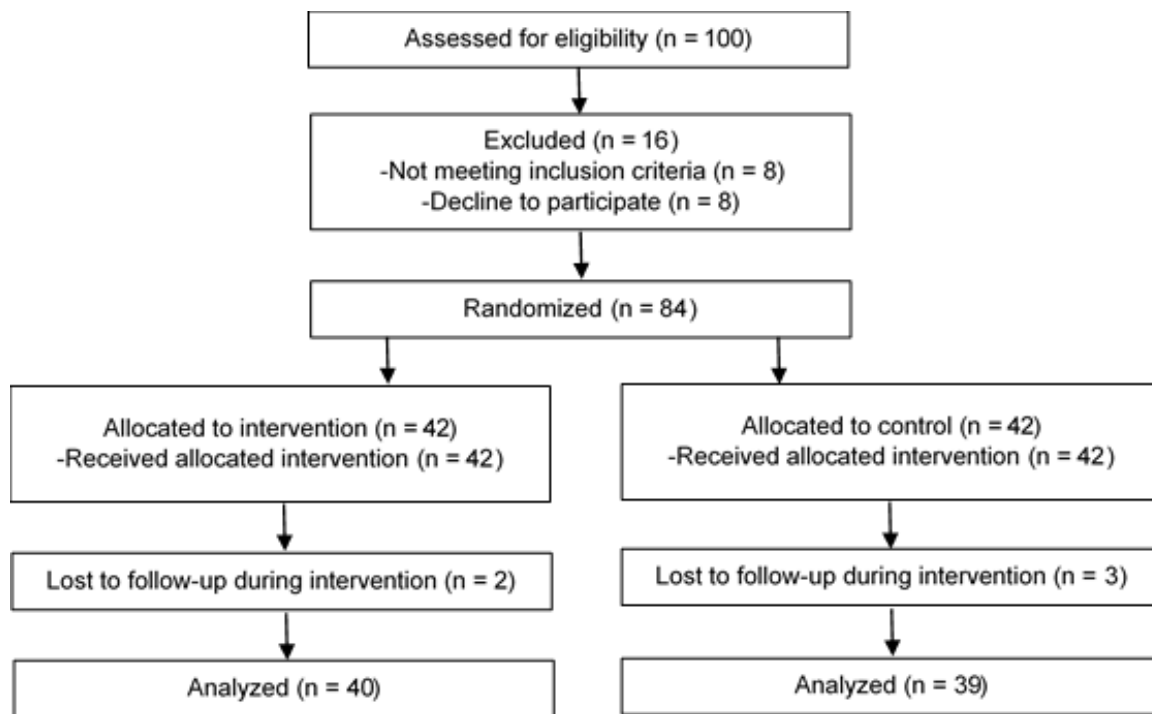 Assessed for eligibility (n = 100)
Excluded (n = 16)
-Not meeting inclusion criteria (n = 8)
-Decline to participate (n = 8)
Randomized (n = 84)
Allocated to intervention (n = 42)
-Received allocated intervention (n = 42)
Allocated to control (n = 42)
-Received allocated intervention (n = 42)
Lost to follow-up during intervention (n = 2)
Lost to follow-up during intervention (n = 3)
Analyzed (n = 40)
Analyzed (n = 39)